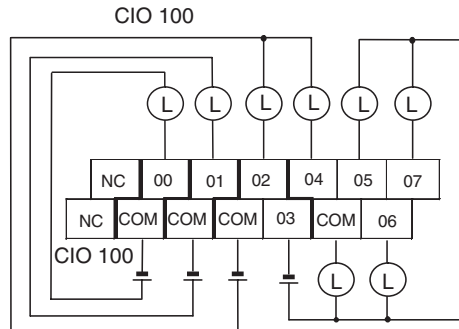 CIO 100
L L L L L L
NC 00 01 02 04 05 07
NC COM COM COM 03 COM 06
CIO 100
L L